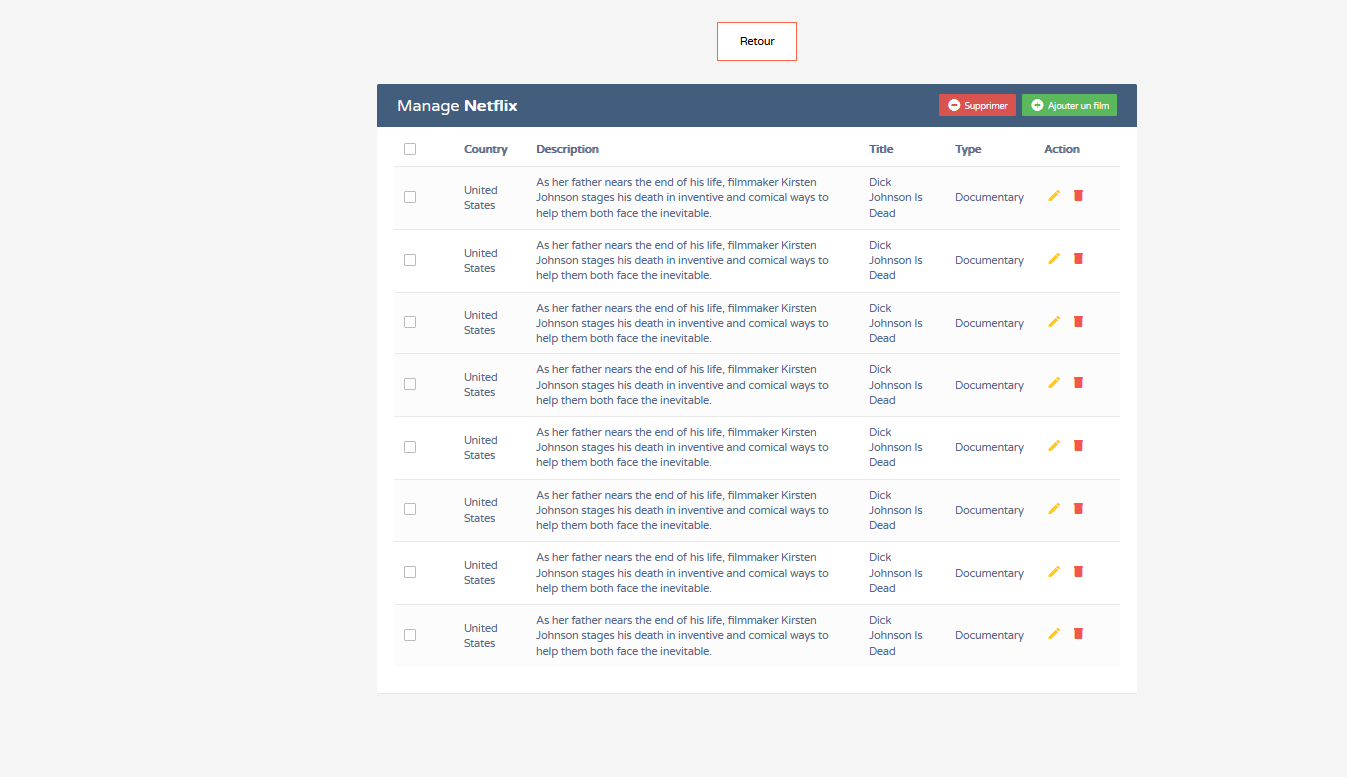 Retour
Manage Netflix
Supprimer
Ajouter un film
Country Description Title Type Action
United
States
As her father nears the end of his life, filmmaker Kirsten
Johnson stages his death in inventive and comical ways to
help them both face the inevitable.
Dick
Johnson Is
Dead
Documentary
United
States
As her father nears the end of his life, filmmaker Kirsten
Johnson stages his death in inventive and comical ways to
help them both face the inevitable.
Dick
Johnson Is
Dead
Documentary
United
States
As her father nears the end of his life, filmmaker Kirsten
Johnson stages his death in inventive and comical ways to
help them both face the inevitable.
Dick
Johnson Is
Dead
Documentary
United
States
As her father nears the end of his life, filmmaker Kirsten
Johnson stages his death in inventive and comical ways to
help them both face the inevitable.
Dick
Johnson Is
Dead
Documentary
United
States
As her father nears the end of his life, filmmaker Kirsten
Johnson stages his death in inventive and comical ways to
help them both face the inevitable.
Dick
Johnson Is
Dead
Documentary
United
States
As her father nears the end of his life, filmmaker Kirsten
Johnson stages his death in inventive and comical ways to
help them both face the inevitable.
Dick
Johnson Is
Dead
Documentary
United
States
As her father nears the end of his life, filmmaker Kirsten
Johnson stages his death in inventive and comical ways to
help them both face the inevitable.
Dick
Johnson Is
Dead
Documentary
United
States
As her father nears the end of his life, filmmaker Kirsten
Johnson stages his death in inventive and comical ways to
help them both face the inevitable.
Dick
Johnson Is
Dead
Documentary